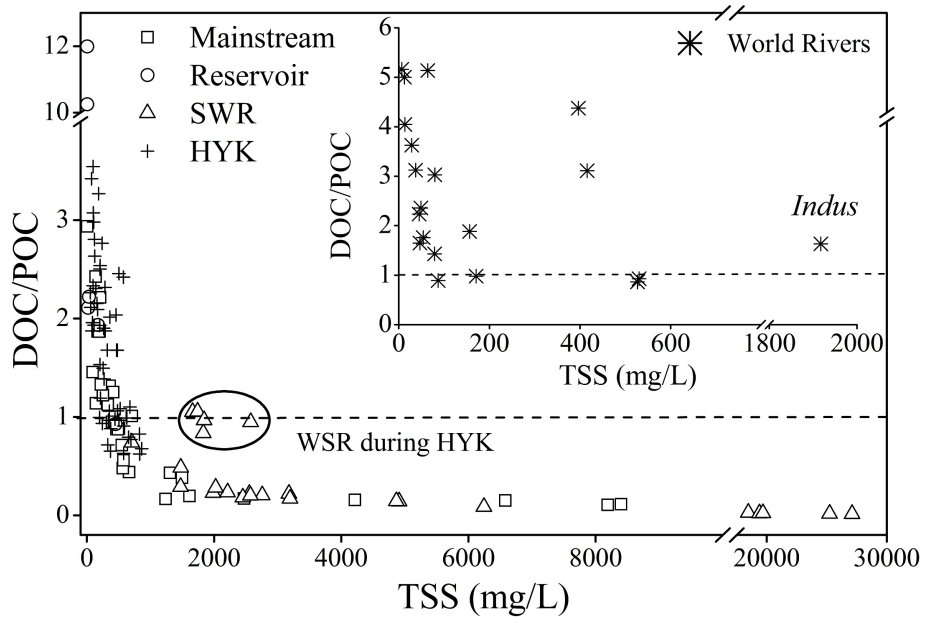 Mainstream
Reservoir
SWR
HYK
12
10
3
2
1
0
DOC/POC
0
2000
4000
6000
8000
20000
30000
TSS (mg/L)
WSR during HYK
World Rivers
Indus
6
5
4
3
2
1
0
DOC/POC
0
200
400
600
1800
2000
TSS (mg/L)